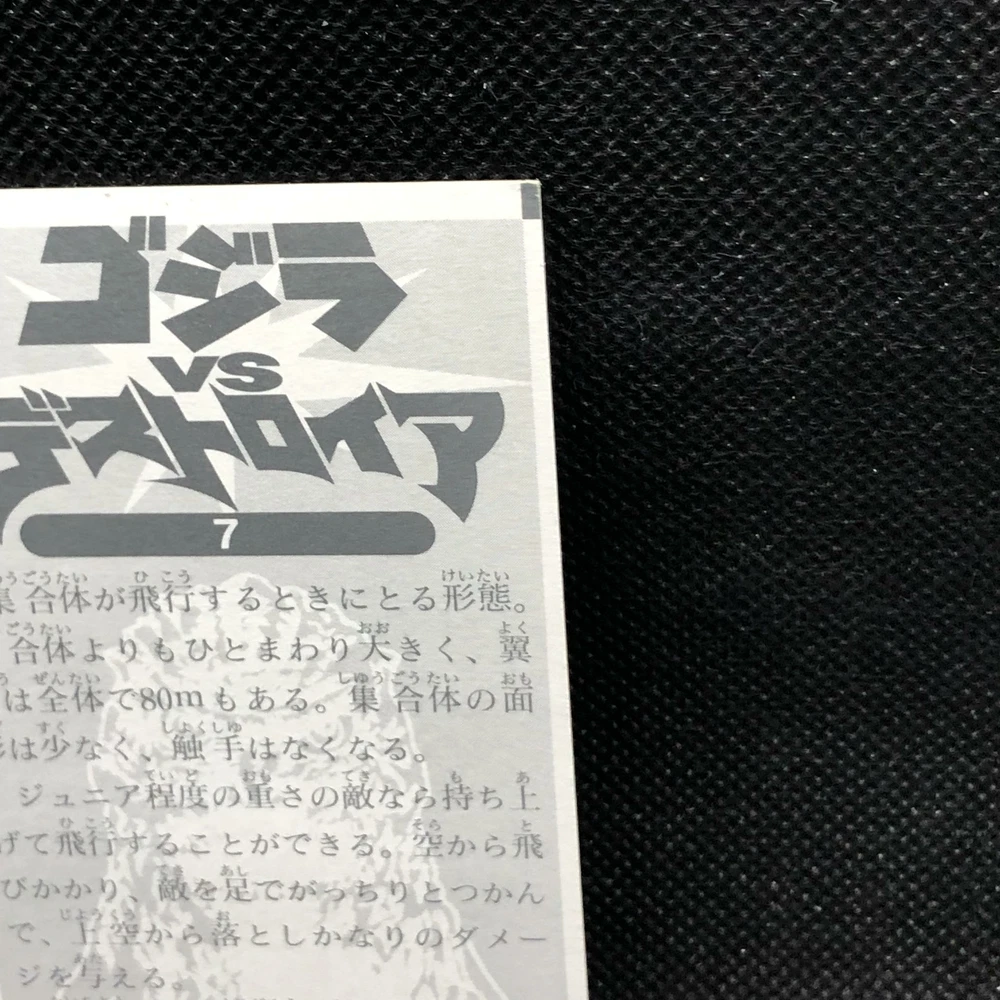 ゴジラ
VS
デストロイア
7
集合体が飛行するときにとる形態。
合体よりもひとまわり大きく、翼
は全体で80mもある。集合体の面
影は少なく、触手はなくなる。
ジュニア程度の重さの敵なら持ち上
げて飛行することができる。空から飛
びかかり、敵を足でがっちりとつかん
で、上空から落としかなりのダメー
ジを与える。